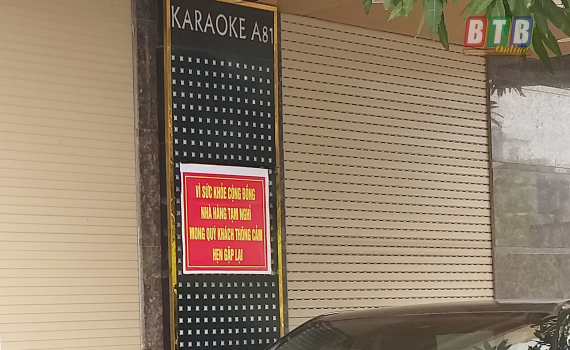 KARAOKE A81
BTB
Online
VÌ SỨC KHỎE CỘNG ĐỒNG
NHÀ HÀNG TẠM NGHỈ
MONG QUÝ KHÁCH THÔNG CẢM
HẸN GẶP LẠI